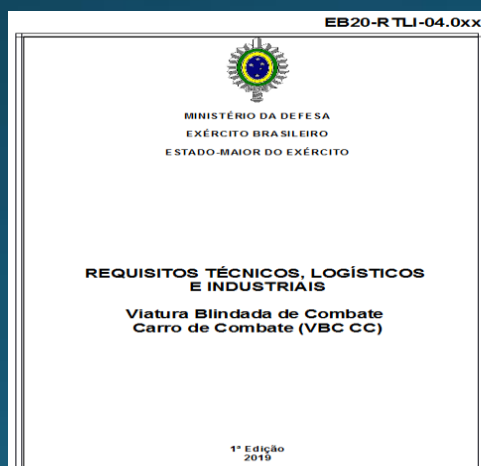 EB20-RTLI-04.0xx
MINISTÉRIO DA DEFESA
EXÉRCITO BRASILEIRO
ESTADO-MAIOR DO EXÉRCITO
REQUISITOS TÉCNICOS, LOGÍSTICOS
E INDUSTRIAIS
Viatura Blindada de Combate
Carro de Combate (VBC CC)
1ª Edição
2019